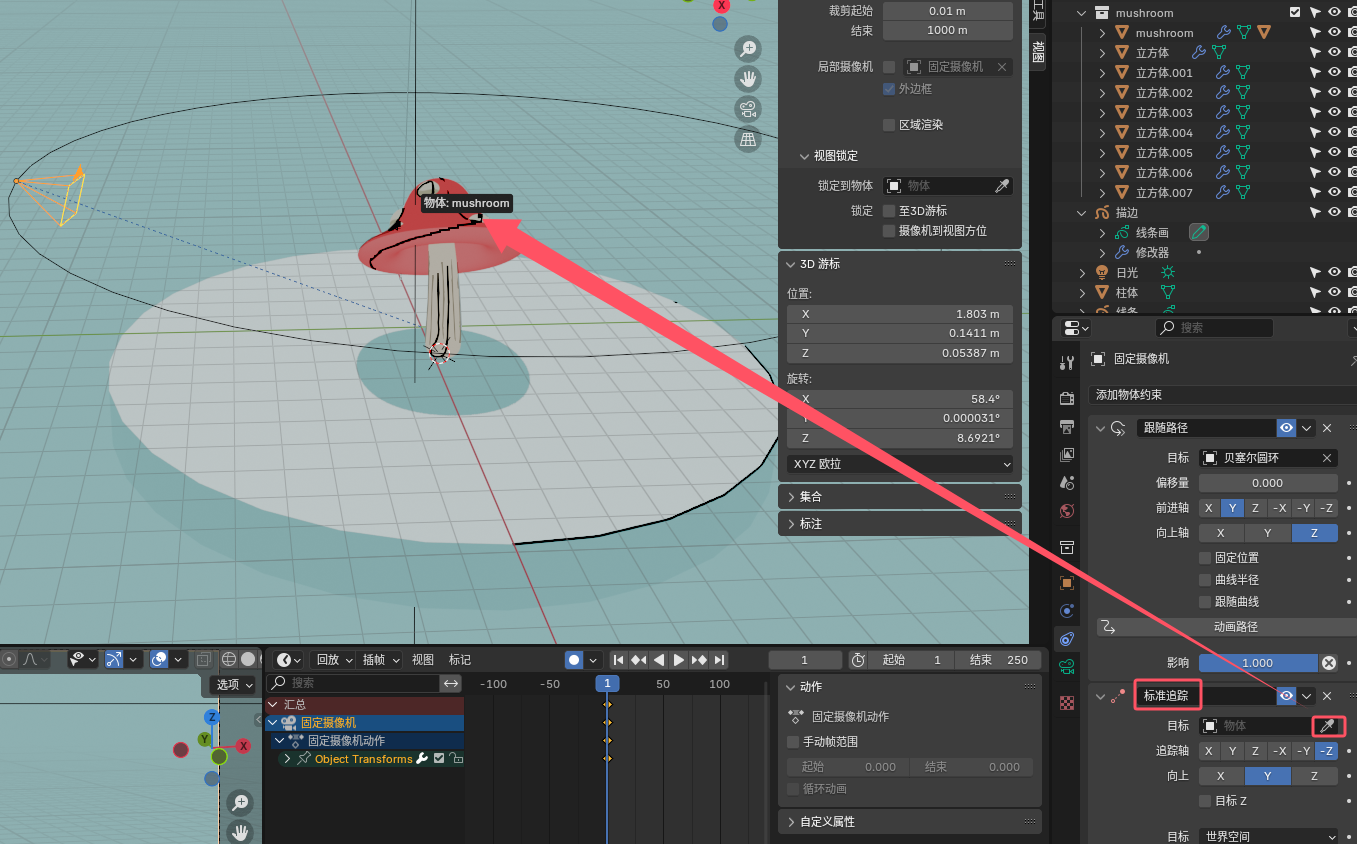 X
裁剪起始 0.01 m
结束 1000 m
局部摄像机 固定摄像机
外边框
区域渲染
视图锁定
锁定到物体 物体
锁定 至3D游标
摄像机到视图方位
3D 游标
位置:
X 1.803 m
Y 0.1411 m
Z 0.05387 m
旋转:
X 58.4°
Y 0.000031°
Z 8.6921°
XYZ 欧拉
集合
标注
工具
视图
物体: mushroom
mushroom
mushroom
立方体
立方体.001
立方体.002
立方体.003
立方体.004
立方体.005
立方体.006
立方体.007
描边
线条画
修改器
日光
柱体
线条
搜索
固定摄像机
添加物体约束
跟随路径
目标 贝塞尔圆环
偏移量 0.000
前进轴 X Y Z -X -Y -Z
向上轴 X Y Z
固定位置
曲线半径
跟随曲线
动画路径
影响 1.000
标准追踪
目标 物体
追踪轴 X Y Z -X -Y -Z
向上 X Y Z
目标 Z
目标 世界空间
选项
Z
Y X
回放 插帧 视图 标记
1 起始 1 结束 250
搜索
-100 -50 1 50 100
汇总
固定摄像机
固定摄像机动作
Object Transforms
动作
固定摄像机动作
手动帧范围
起始 0.000 结束 0.000
循环动画
自定义属性